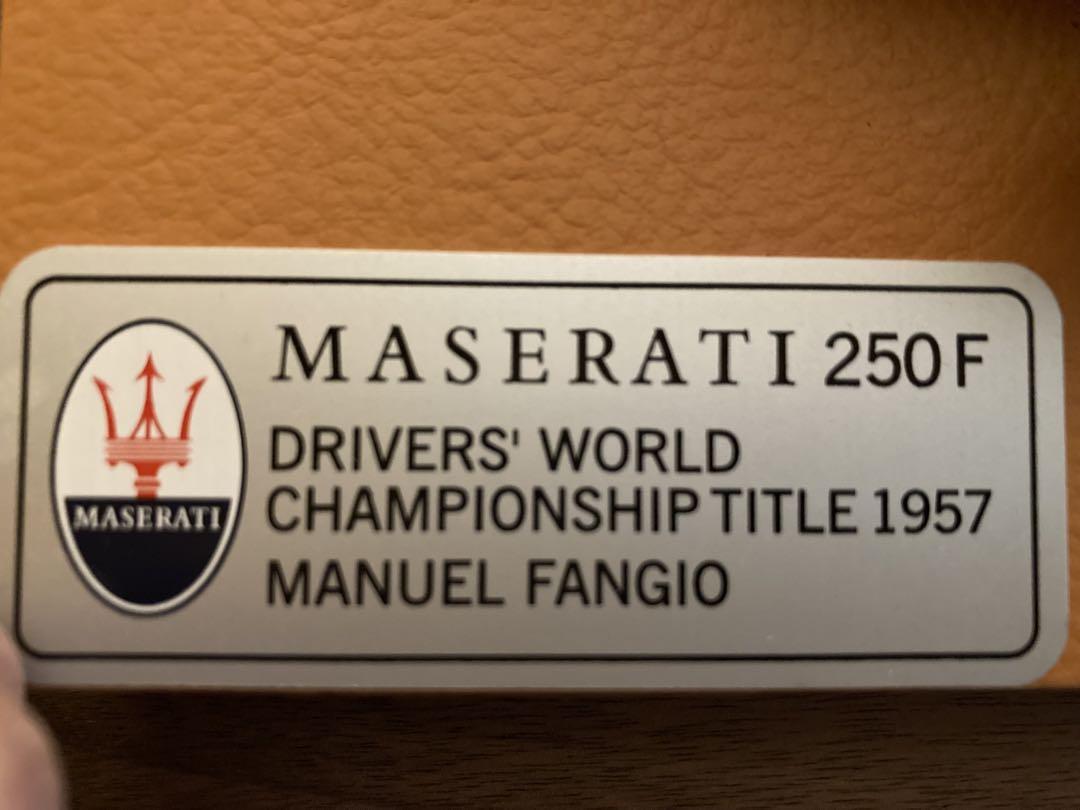 MASERATI 250F
DRIVERS' WORLD
CHAMPIONSHIP TITLE 1957
MANUEL FANGIO
MASERATI